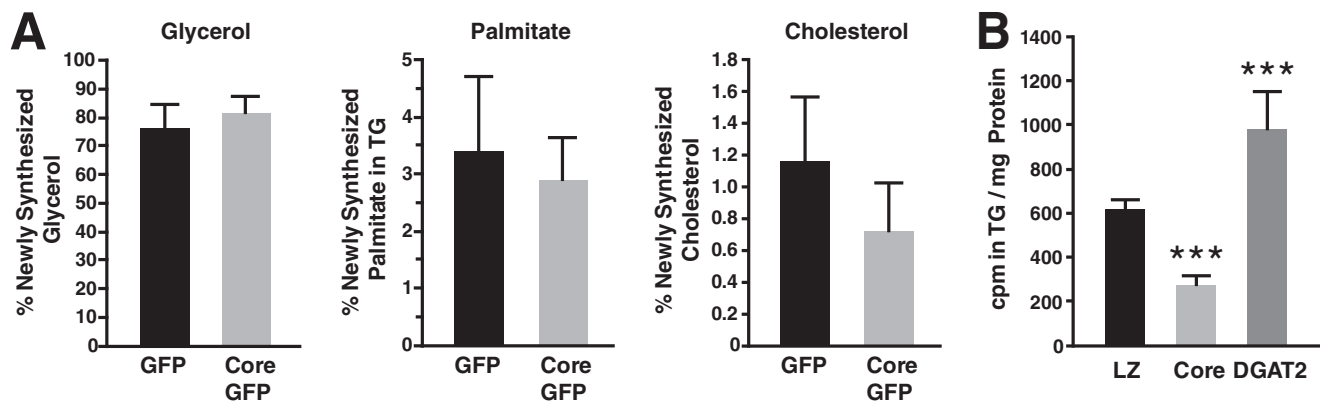 A
Glycerol
% Newly Synthesized
Glycerol
100
90
80
70
60
50
40
30
20
10
0
GFP
Core
GFP
Palmitate
% Newly Synthesized
Palmitate in TG
5
4
3
2
1
0
GFP
Core
GFP
Cholesterol
% Newly Synthesized
Cholesterol
1.8
1.6
1.4
1.2
1.0
0.8
0.6
0.4
0.2
0
GFP
Core
GFP
B
cpm in TG / mg Protein
1400
1200
1000
800
600
400
200
0
***
***
LZ Core DGAT2